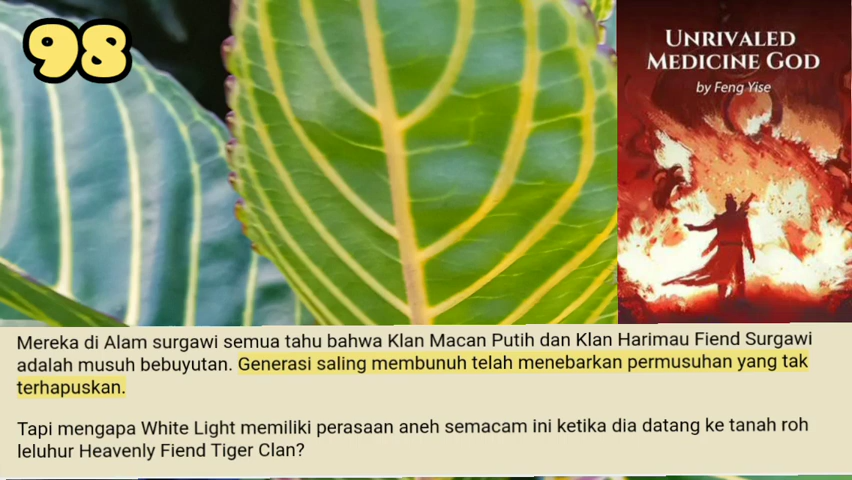 98
UNRIVALED
MEDICINE GOD
by Feng Yise
Mereka di Alam surgawi semua tahu bahwa Klan Macan Putih dan Klan Harimau Fiend Surgawi
adalah musuh bebuyutan. Generasi saling membunuh telah menebarkan permusuhan yang tak
terhapuskan.
Tapi mengapa White Light memiliki perasaan aneh semacam ini ketika dia datang ke tanah roh
leluhur Heavenly Fiend Tiger Clan?